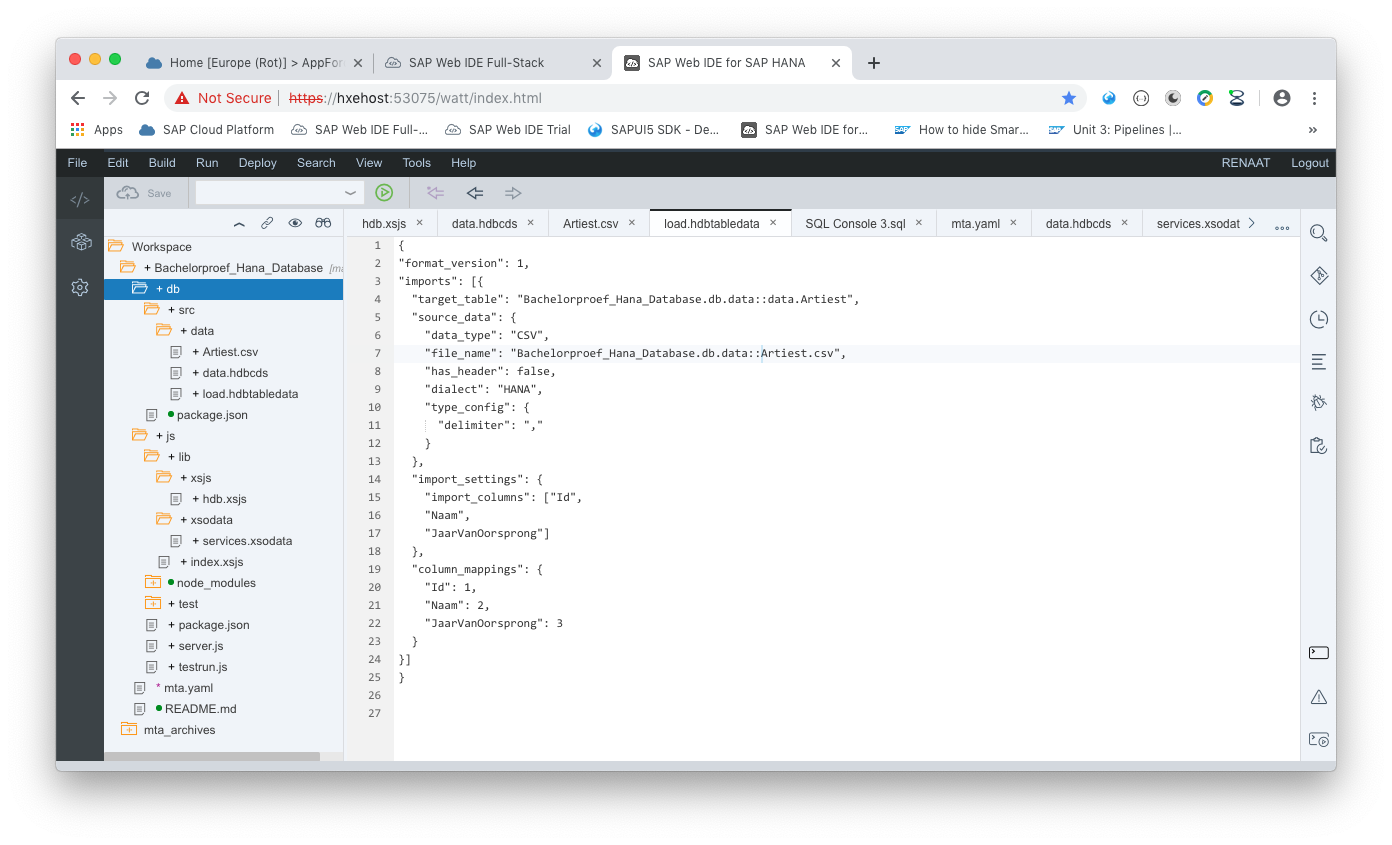 Home [Europe (Rot)] > AppFor
SAP Web IDE Full-Stack
SAP Web IDE for SAP HANA
Not Secure
https://hxehost:53075/watt/index.html
Apps
SAP Cloud Platform
SAP Web IDE Full-...
SAP Web IDE Trial
SAPUI5 SDK - De...
SAP Web IDE for...
How to hide Smar...
Unit 3: Pipelines |...
File Edit Build Run Deploy Search View Tools Help
RENAAT Logout
Save
Workspace
+ Bachelorproef_Hana_Database
+ db
+ src
+ data
+ Artiest.csv
+ data.hdbcds
+ load.hdbtabledata
package.json
+ js
+ lib
+ xsjs
+ hdb.xsjs
+ xsodata
+ services.xsodata
+ index.xsjs
node_modules
+ test
+ package.json
+ server.js
+ testrun.js
* mta.yaml
README.md
mta_archives
hdb.xsjs × data.hdbcds × Artiest.csv × load.hdbtabledata × SQL Console 3.sql × mta.yaml × data.hdbcds × services.xsodat
1 {
2 "format_version": 1,
3 "imports": [{
4 "target_table": "Bachelorproef_Hana_Database.db.data::data.Artiest",
5 "source_data": {
6 "data_type": "CSV",
7 "file_name": "Bachelorproef_Hana_Database.db.data::Artiest.csv",
8 "has_header": false,
9 "dialect": "HANA",
10 "type_config": {
11 "delimiter": ","
12 }
13 },
14 "import_settings": {
15 "import_columns": ["Id",
16 "Naam",
17 "JaarVanOorsprong"]
18 },
19 "column_mappings": {
20 "Id": 1,
21 "Naam": 2,
22 "JaarVanOorsprong": 3
23 }
24 }]
25 }
26
27